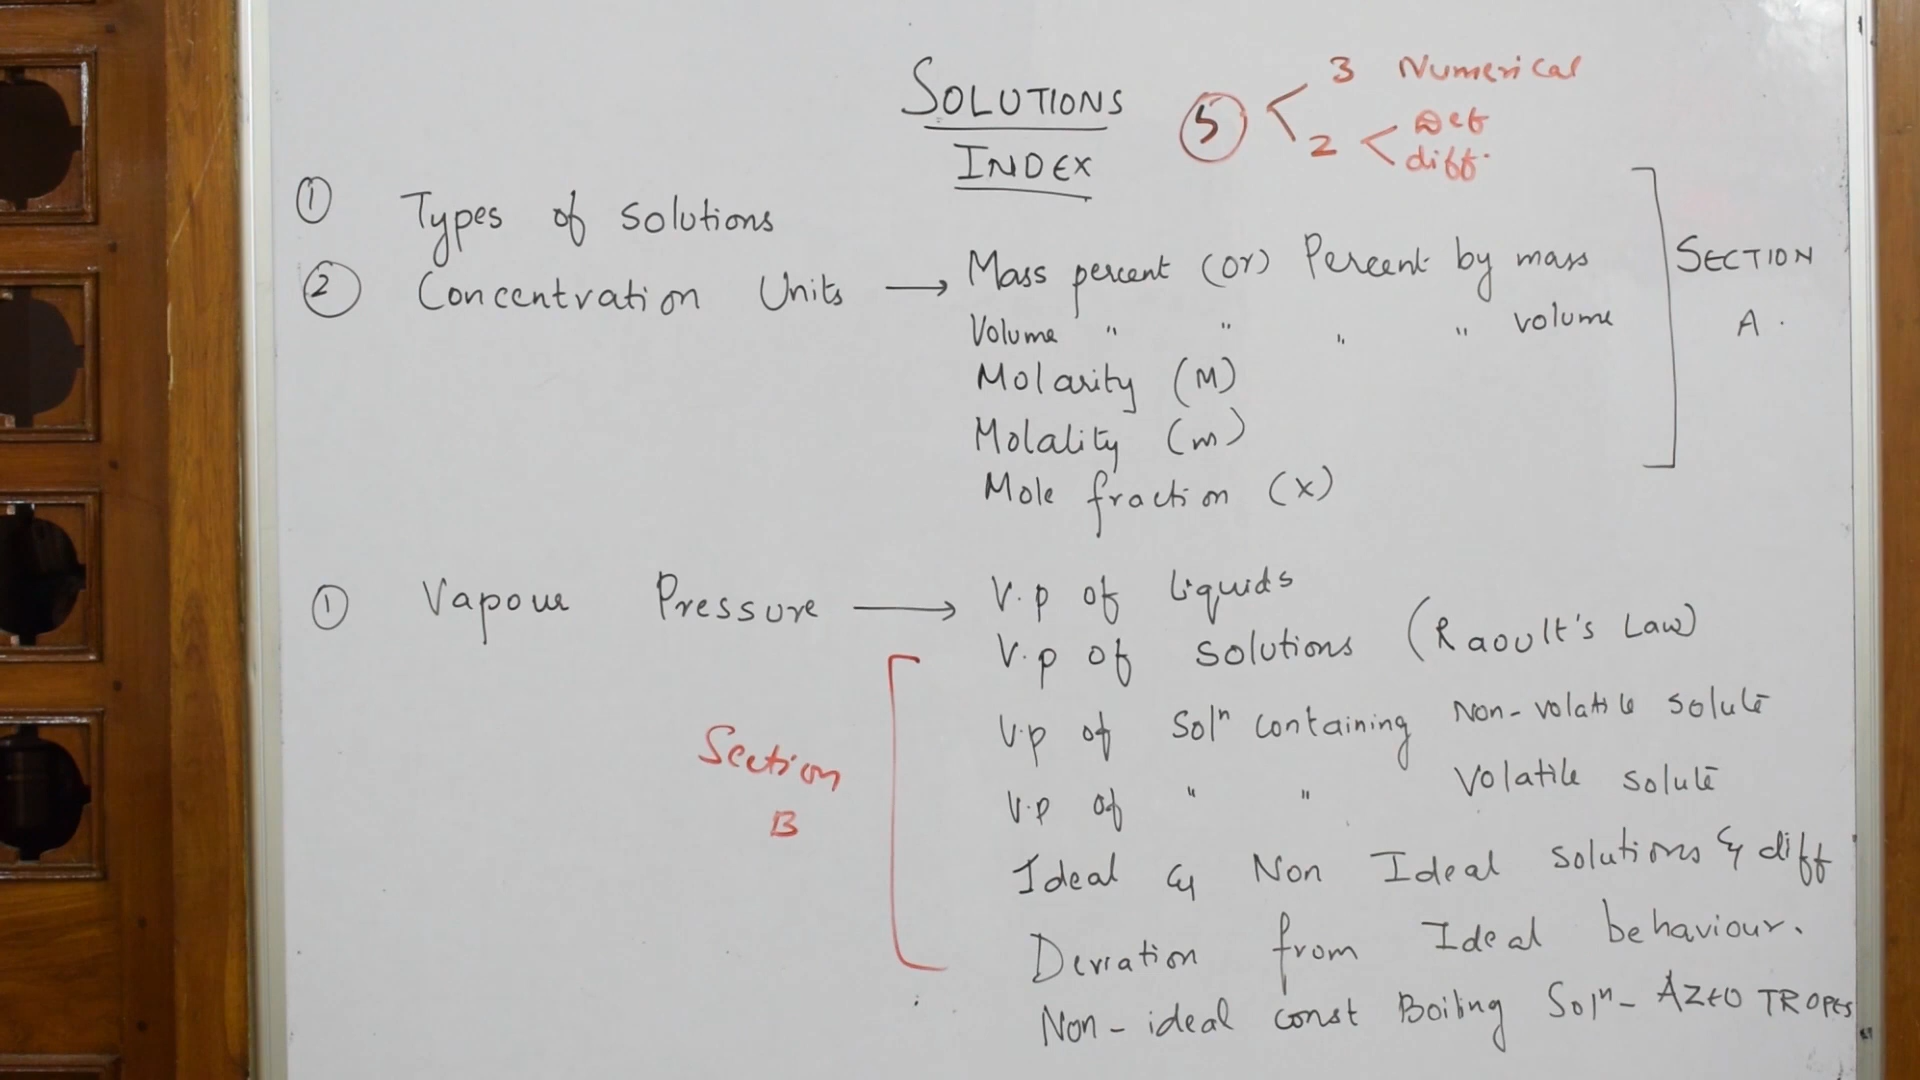 SOLUTIONS
INDEX
5 < 3 Numerical
2 < Def
diff.
1 Types of solutions
2 Concentration Units → Mass percent (or) Percent by mass
Volume " " " " volume
Molarity (M)
Molality (m)
Mole fraction (x)
SECTION
A.
1 Vapour Pressure → V.p of liquids
V.p of solutions (Raoult's Law)
V.p of Solⁿ containing Non-volatile solute
V.p of " " Volatile solute
Ideal & Non Ideal solutions & diff
Deviation from Ideal behaviour.
Non-ideal const Boiling Solⁿ- AZEOTROPES
Section
B